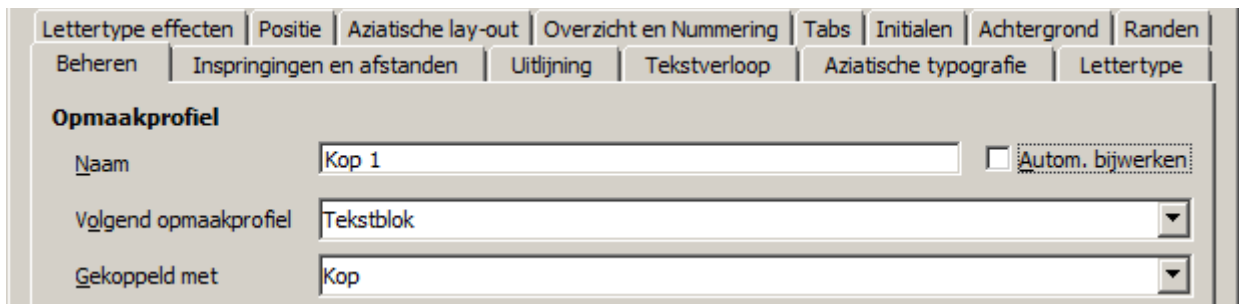 Lettertype effecten Positie Aziatische lay-out Overzicht en Nummering Tabs Initialen Achtergrond Randen
Beheren Inspringingen en afstanden Uitlijning Tekstverloop Aziatische typografie Lettertype
Opmaakprofiel
Naam Kop 1 Autom. bijwerken
Volgend opmaakprofiel Tekstblok
Gekoppeld met Kop